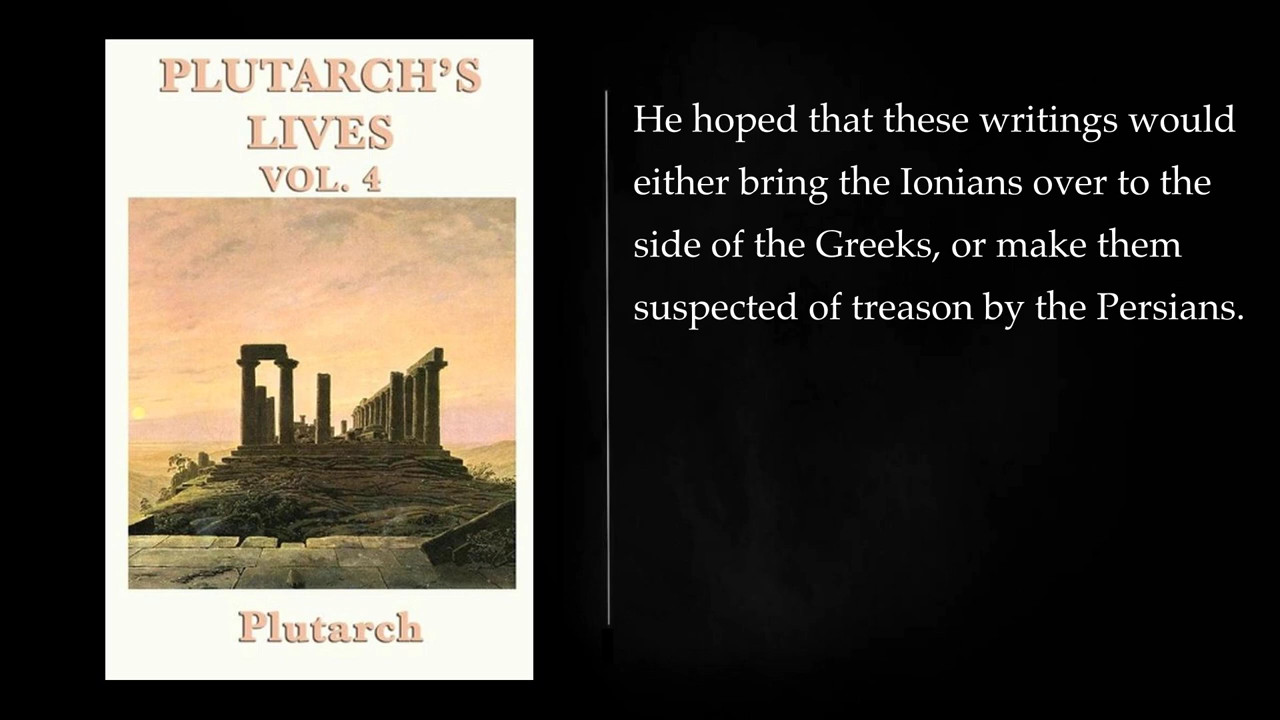 PLUTARCH'S
LIVES
VOL. 4
Plutarch
He hoped that these writings would
either bring the Ionians over to the
side of the Greeks, or make them
suspected of treason by the Persians.